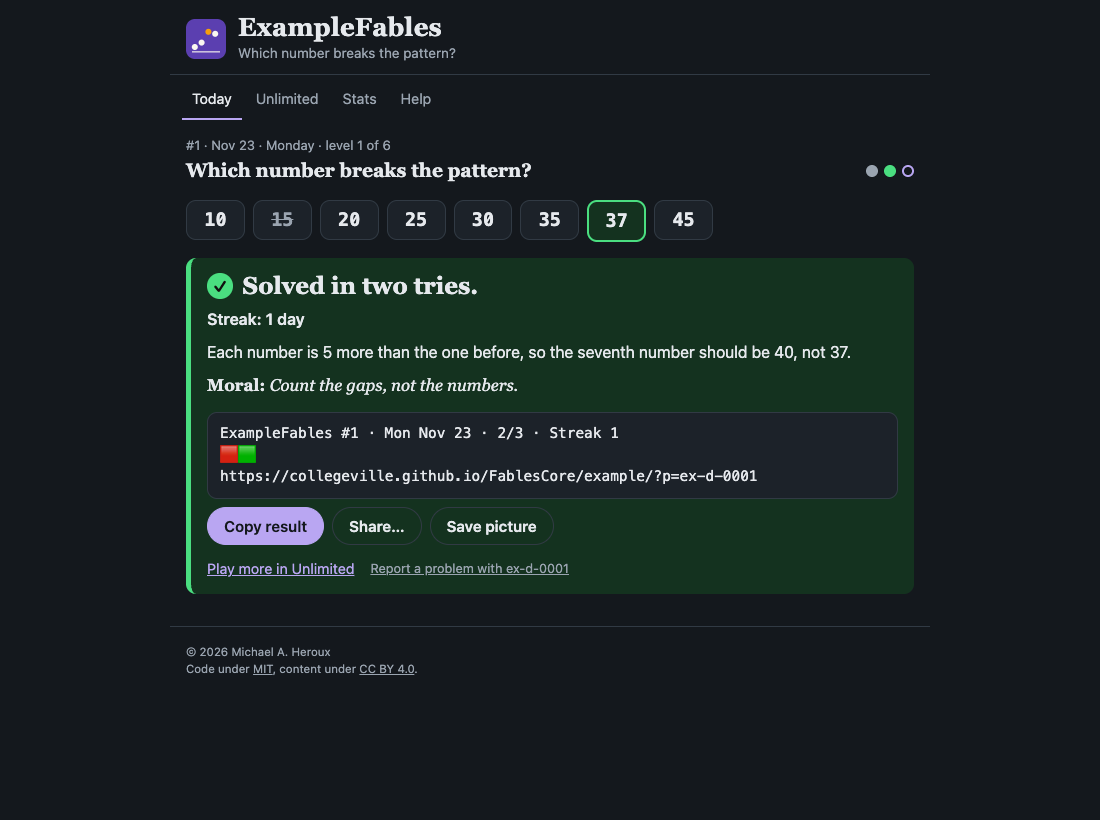 ExampleFables
Which number breaks the pattern?
Today Unlimited Stats Help
#1 · Nov 23 · Monday · level 1 of 6
Which number breaks the pattern?
10 15 20 25 30 35 37 45
Solved in two tries.
Streak: 1 day
Each number is 5 more than the one before, so the seventh number should be 40, not 37.
Moral: Count the gaps, not the numbers.
ExampleFables #1 · Mon Nov 23 · 2/3 · Streak 1
https://collegeville.github.io/FablesCore/example/?p=ex-d-0001
Copy result Share... Save picture
Play more in Unlimited Report a problem with ex-d-0001
© 2026 Michael A. Heroux
Code under MIT, content under CC BY 4.0.